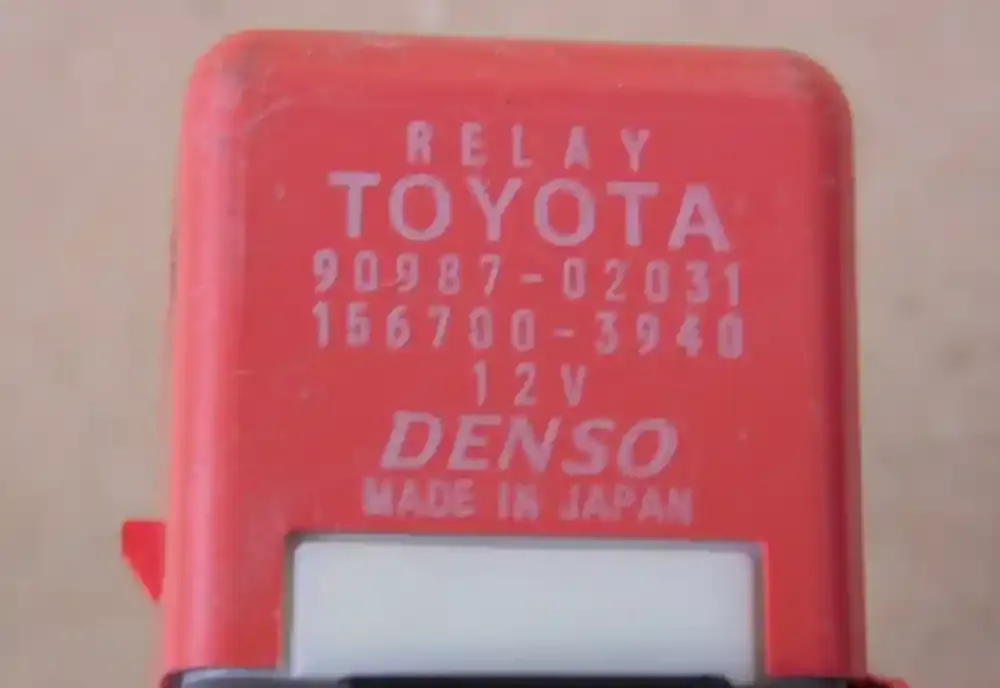 RELAY
TOYOTA
90987-02031
156700-3940
12V
DENSO
MADE IN JAPAN